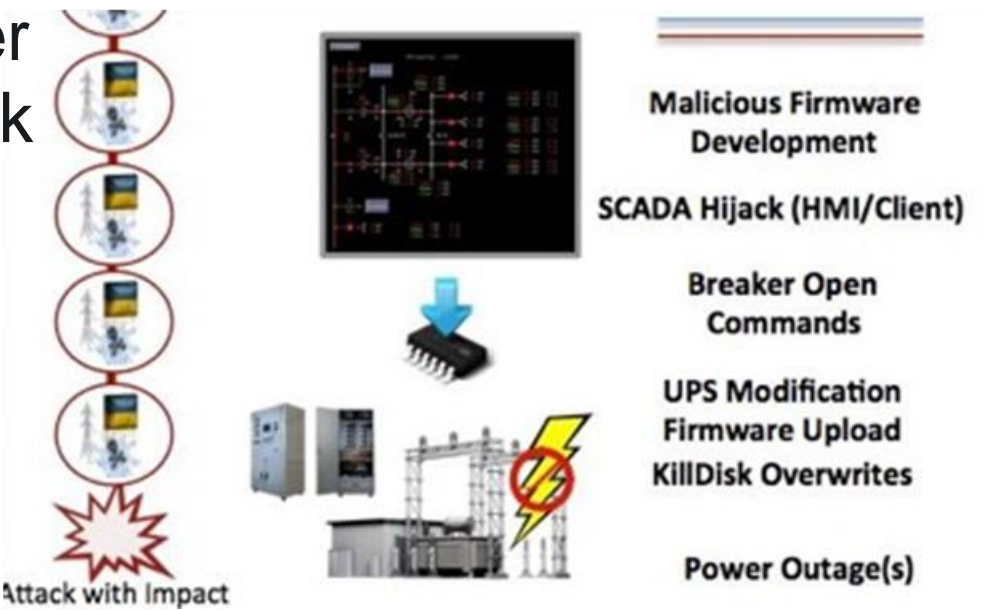 er
k
Malicious Firmware
Development
SCADA Hijack (HMI/Client)
Breaker Open
Commands
UPS Modification
Firmware Upload
KillDisk Overwrites
Power Outage(s)
Attack with Impact